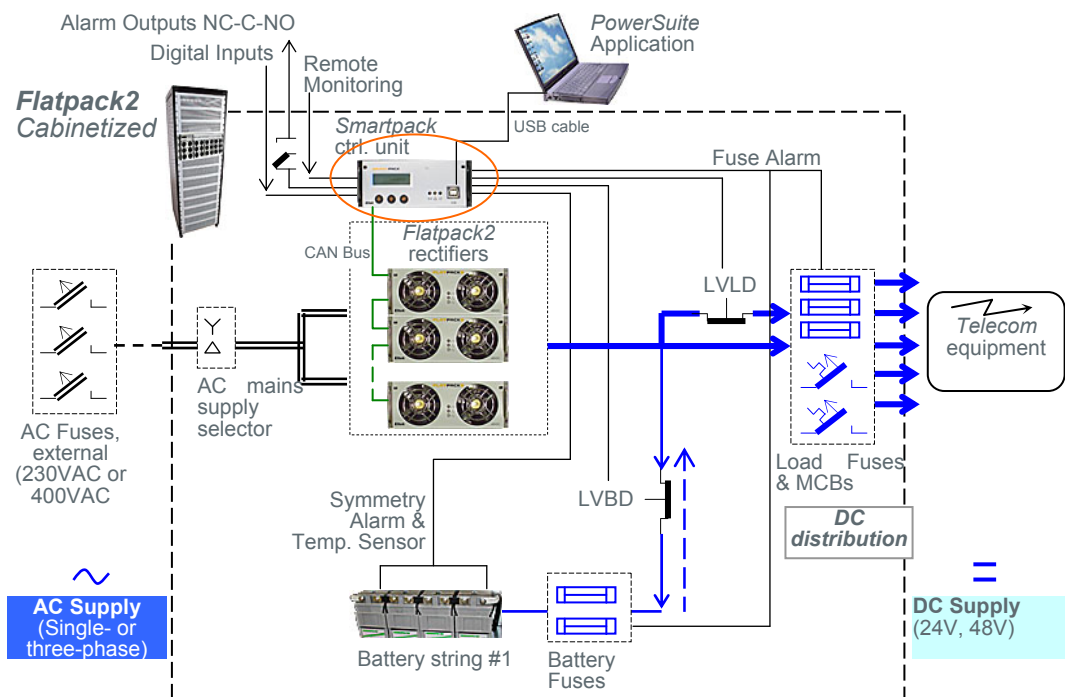 Alarm Outputs NC-C-NO
Digital Inputs
Remote
Monitoring
PowerSuite
Application
Flatpack2
Cabinetized
Smartpack
ctrl. unit
USB cable
Fuse Alarm
CAN Bus
Flatpack2
rectifiers
LVLD
Telecom
equipment
AC mains
supply
selector
AC Fuses,
external
(230VAC or
400VAC
Load Fuses
& MCBs
LVBD
Symmetry
Alarm &
Temp. Sensor
DC
distribution
AC Supply
(Single- or
three-phase)
DC Supply
(24V, 48V)
Battery string #1
Battery
Fuses